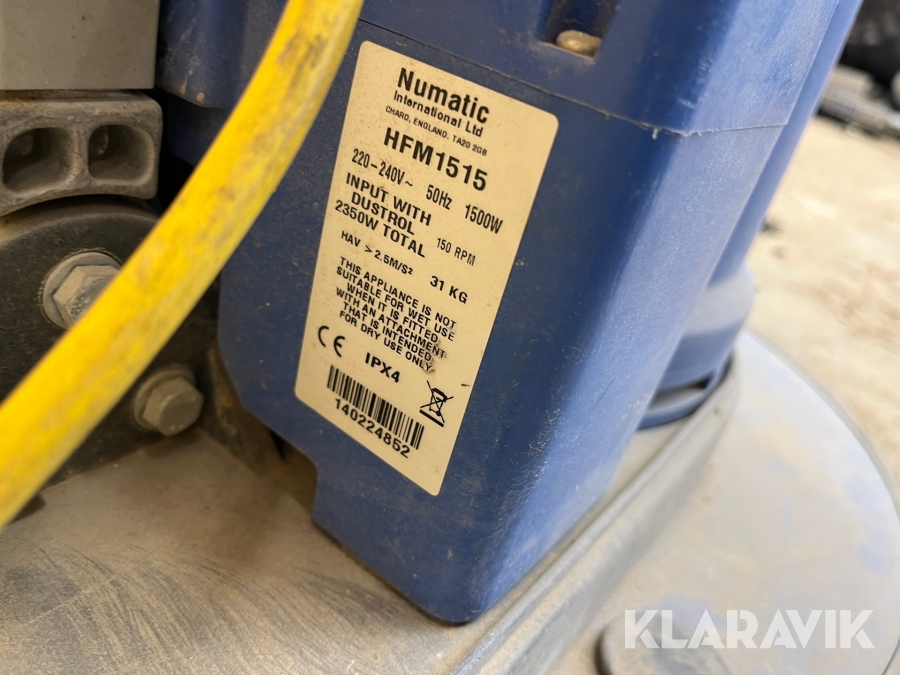 Numatic
International Ltd
CHARD, ENGLAND, TA20 2GB
HFM1515
220-240V~ 50Hz 1500W
INPUT WITH
DUSTROL 150 RPM
2350W TOTAL
HAV > 2.5M/S² 31 KG
THIS APPLIANCE IS NOT
SUITABLE FOR WET USE
WHEN IT IS FITTED
WITH AN ATTACHMENT
THAT IS INTENDED
FOR DRY USE ONLY.
CE IPX4
140224852
KLARAVIK